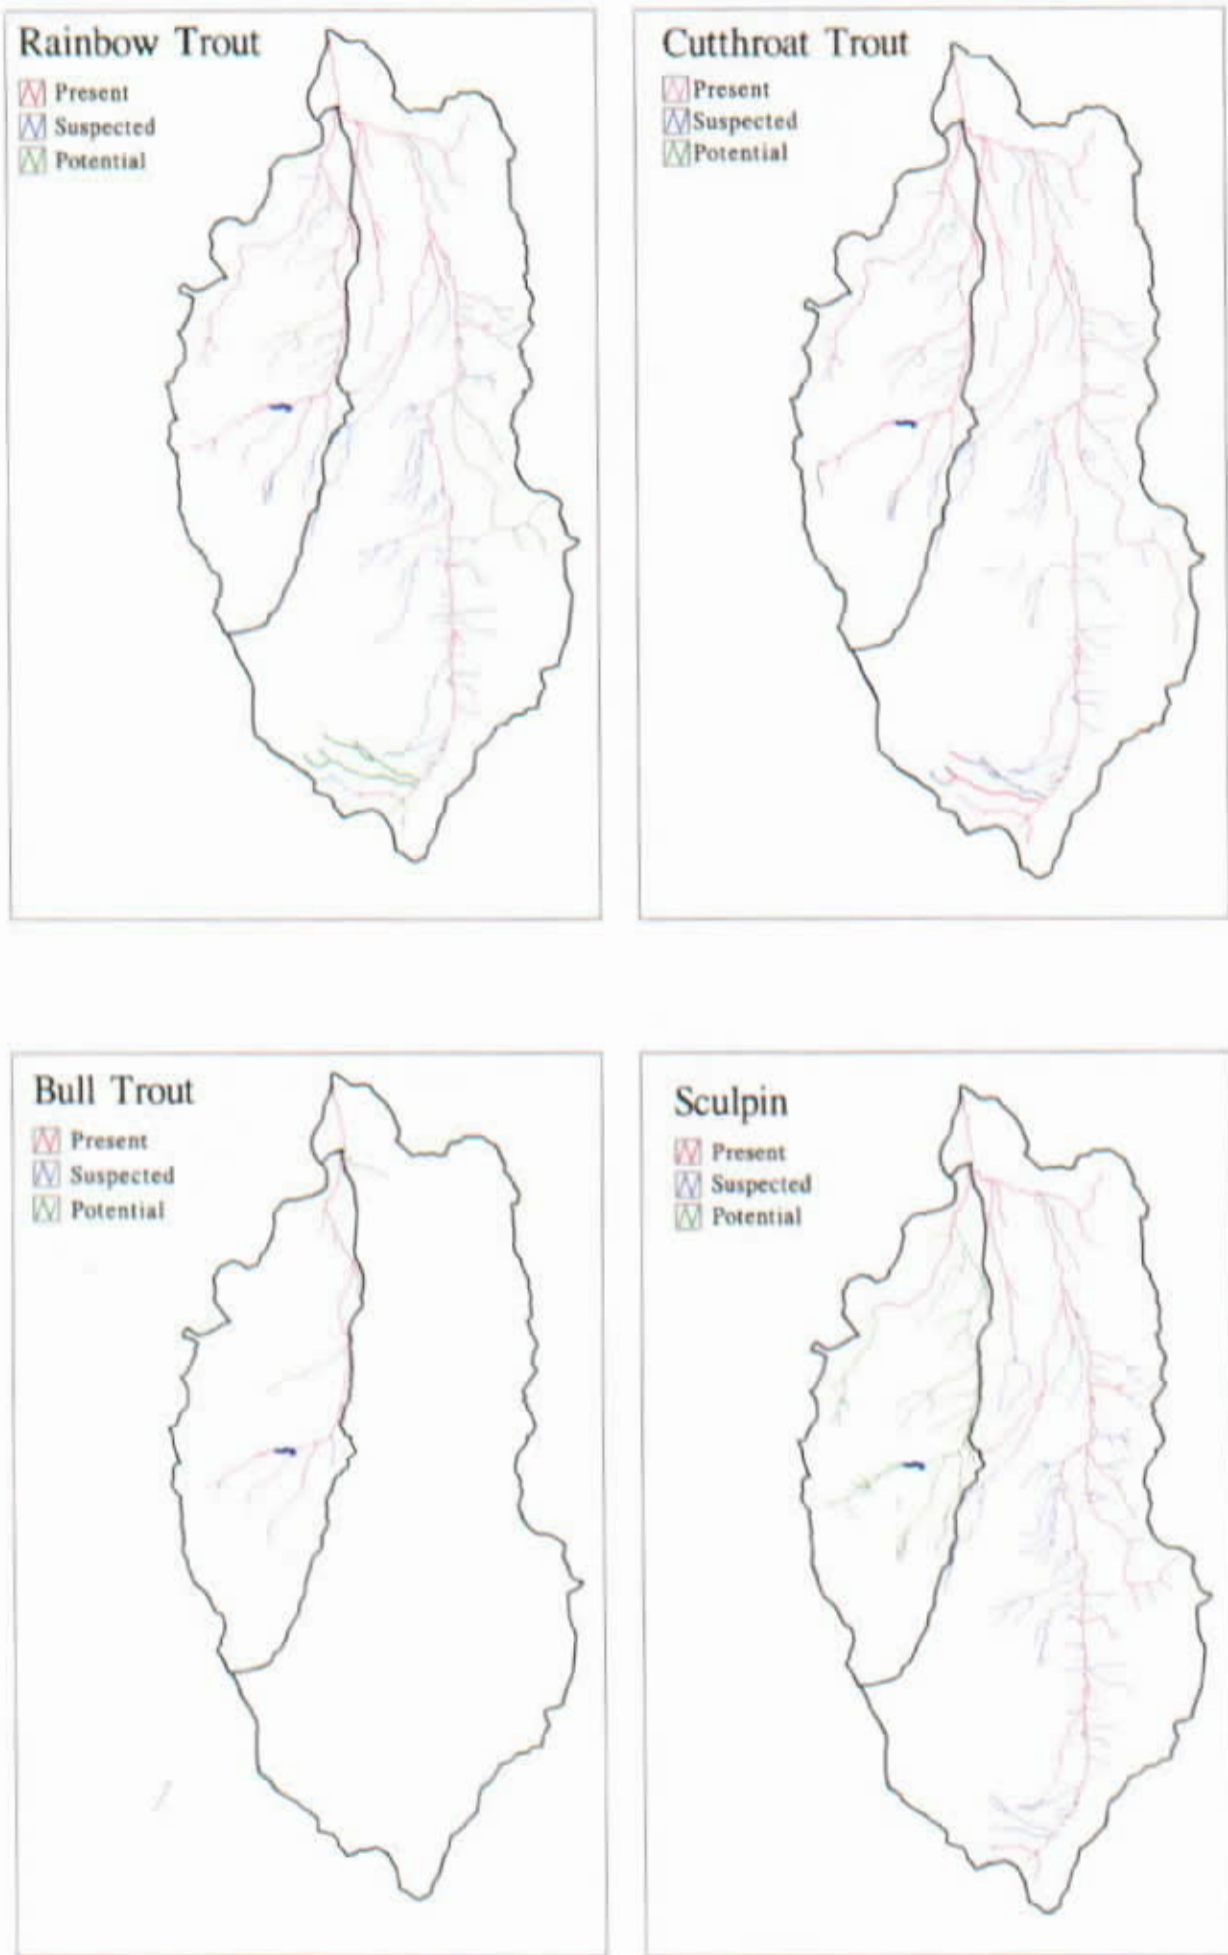 Rainbow Trout
Present
Suspected
Potential
Cutthroat Trout
Present
Suspected
Potential
Bull Trout
Present
Suspected
Potential
Sculpin
Present
Suspected
Potential